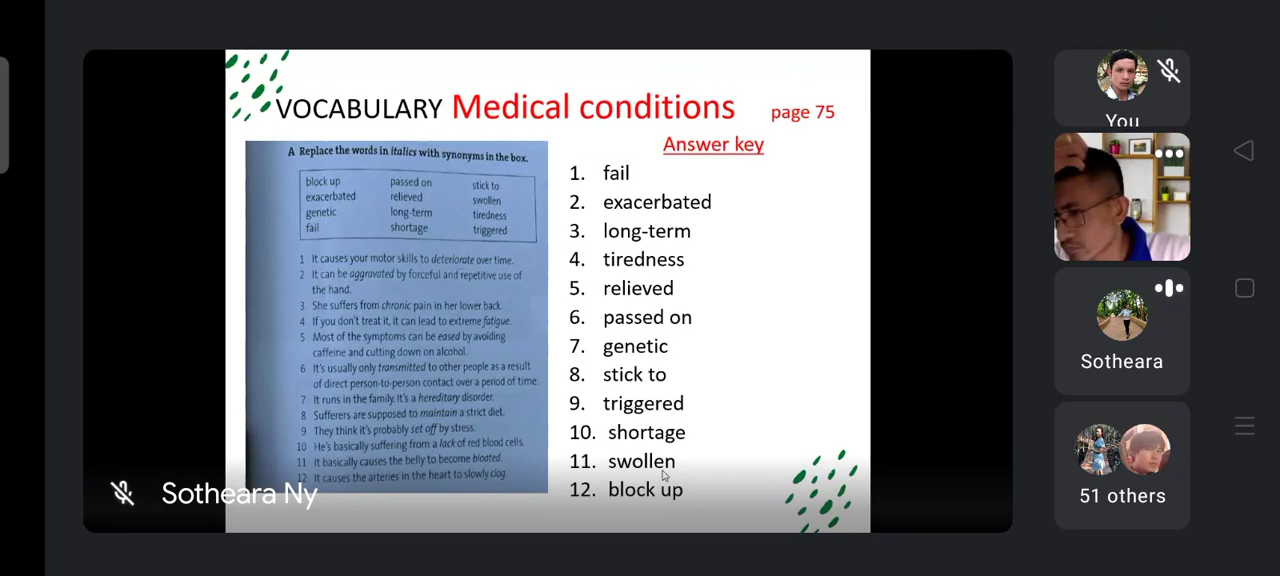 VOCABULARY Medical conditions page 75
Answer key
A Replace the words in italics with synonyms in the box.
block up passed on stick to
exacerbated relieved swollen
genetic long-term tiredness
fail shortage triggered
1 It causes your motor skills to deteriorate over time.
2 It can be aggravated by forceful and repetitive use of
the hand.
3 She suffers from chronic pain in her lower back.
4 If you don't treat it, it can lead to extreme fatigue.
5 Most of the symptoms can be eased by avoiding
caffeine and cutting down on alcohol.
6 It's usually only transmitted to other people as a result
of direct person-to-person contact over a period of time.
7 It runs in the family. It's a hereditary disorder.
8 Sufferers are supposed to maintain a strict diet.
9 They think it's probably set off by stress.
10 He's basically suffering from a lack of red blood cells.
11 It basically causes the belly to become bloated.
12 It causes the arteries in the heart to slowly clog.
1. fail
2. exacerbated
3. long-term
4. tiredness
5. relieved
6. passed on
7. genetic
8. stick to
9. triggered
10. shortage
11. swollen
12. block up
Sotheara Ny
You
Sotheara
51 others